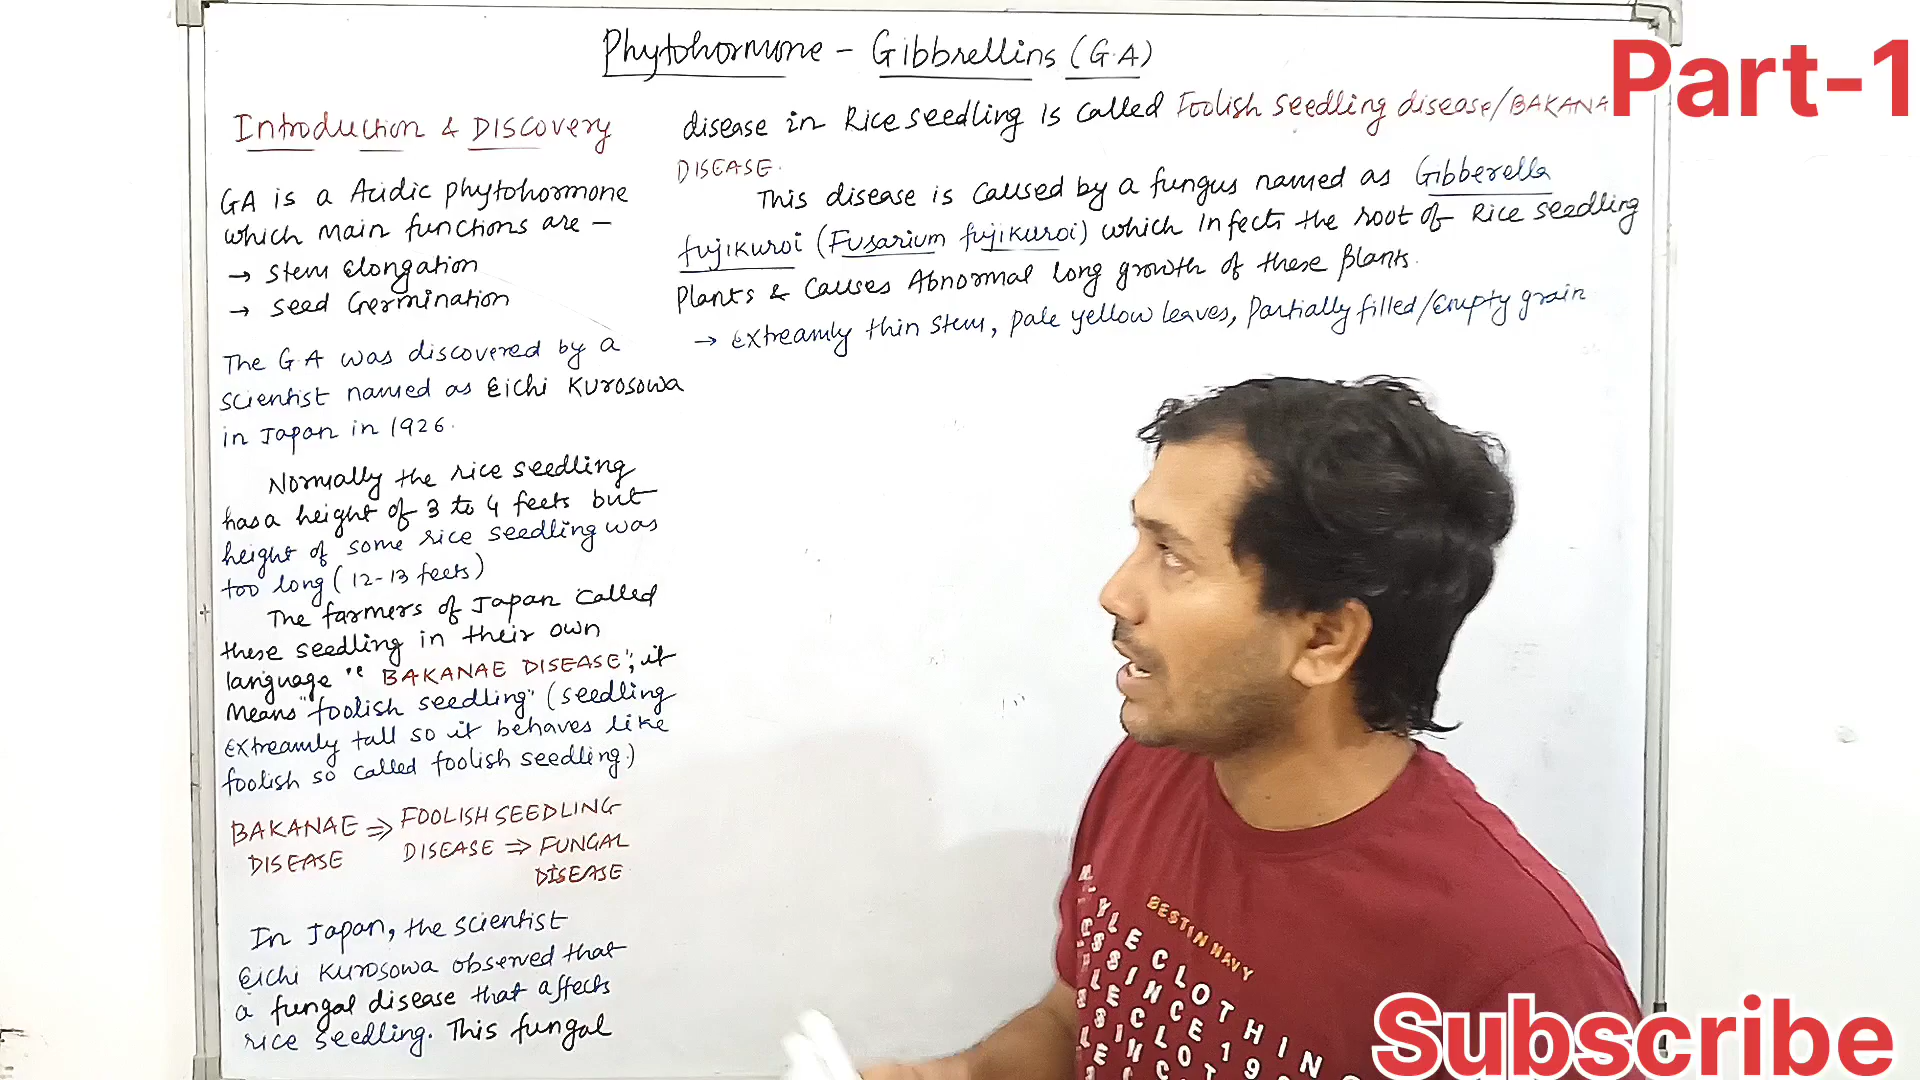 Phytohormone - Gibbrellins (G.A)
Part-1
Introduction & DISCOVERY
GA is a Acidic phytohormone
which main functions are -
→ stem Elongation
→ seed Germination
The G.A was discovered by a
scientist named as Eichi Kurosowa
in Japan in 1926.
Normally the rice seedling
has a height of 3 to 4 feets but
height of some rice seedling was
too long (12-13 feets)
The farmers of Japan called
these seedling in their own
language " BAKANAE DISEASE", it
Means "foolish seedling" (seedling
extreamly tall so it behaves like
foolish so called foolish seedling.)
BAKANAE ⇒ FOOLISH SEEDLING
DISEASE DISEASE ⇒ FUNGAL
DISEASE
In Japan, the scientist
Eichi Kurosowa observed that
a fungal disease that affects
rice seedling. This fungal
disease in Rice seedling is called Foolish seedling disease/BAKANA
DISEASE.
This disease is caused by a fungus named as Gibberella
fujikuroi (Fusarium fujikuroi) which Infects the root of Rice seedling
Plants & Causes Abnormal long growth of these plants.
→ extreamly thin stem, pale yellow leaves, Partially filled/Empty grain
BEST IN NAVY
Subscribe